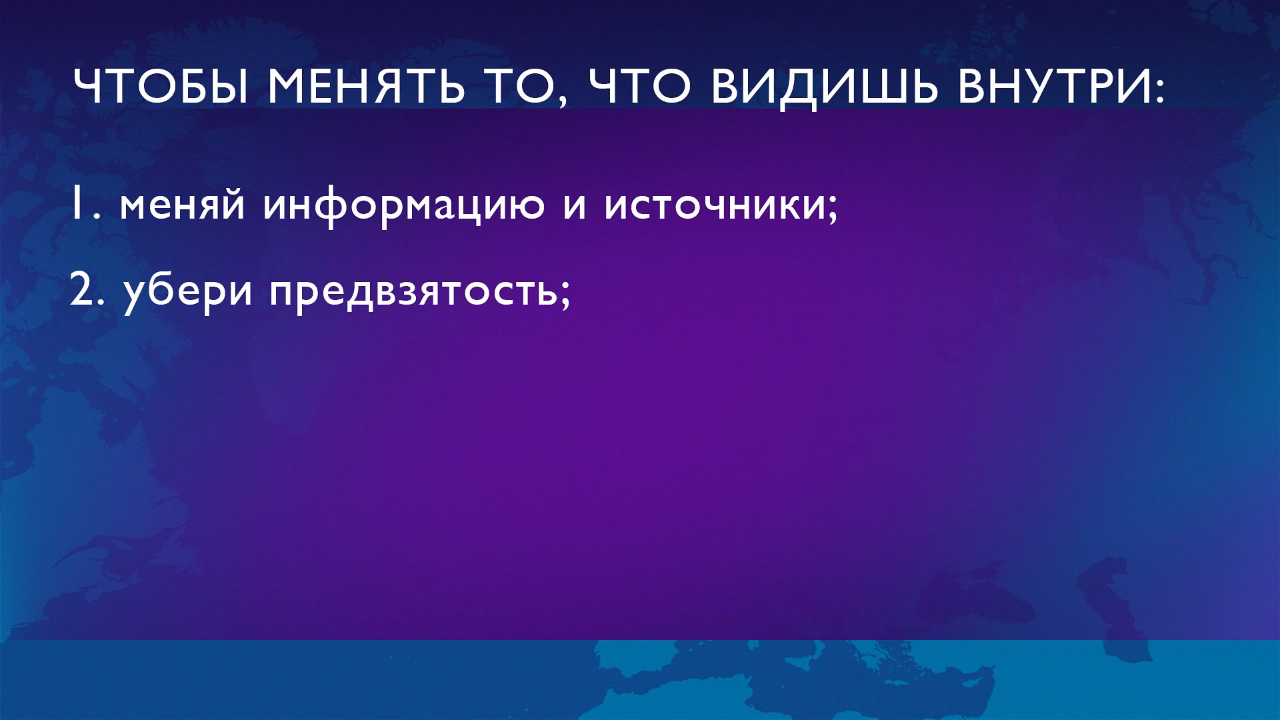 ЧТОБЫ МЕНЯТЬ ТО, ЧТО ВИДИШЬ ВНУТРИ:
1. меняй информацию и источники;
2. убери предвзятость;